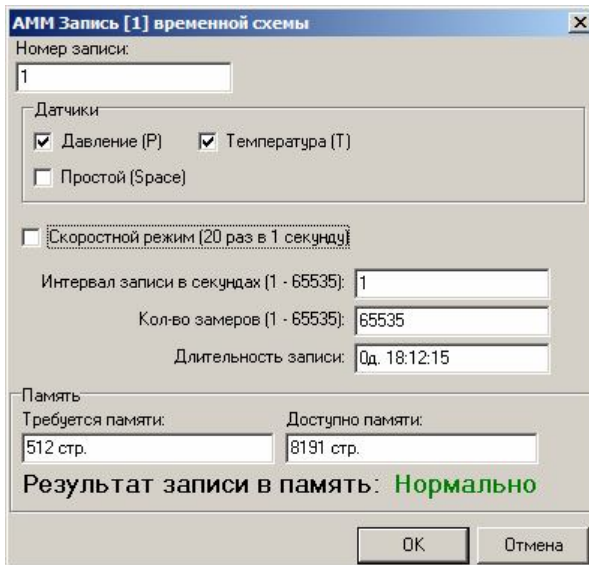 АММ Запись [1] временной схемы
Номер записи:
1
Датчики
Давление (P) Температура (T)
Простой (Space)
Скоростной режим (20 раз в 1 секунду)
Интервал записи в секундах (1 - 65535): 1
Кол-во замеров (1 - 65535): 65535
Длительность записи: 0д. 18:12:15
Память
Требуется памяти: Доступно памяти:
512 стр. 8191 стр.
Результат записи в память: Нормально
OK Отмена